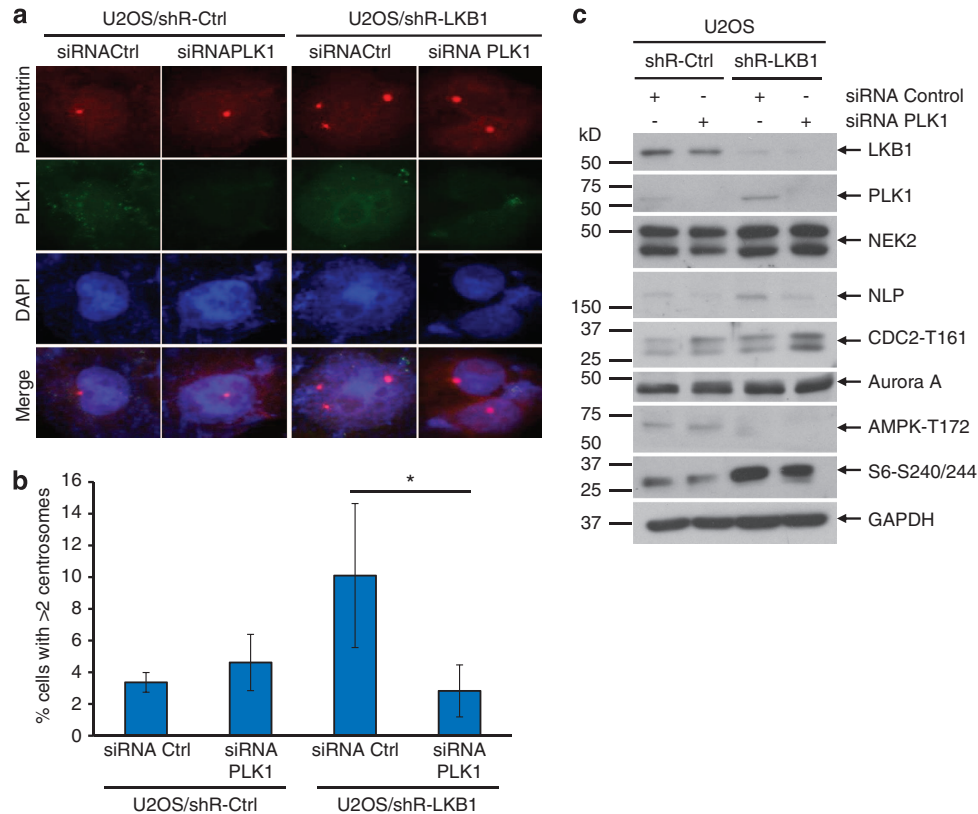 a
U2OS/shR-Ctrl U2OS/shR-LKB1
siRNACtrl siRNAPLK1 siRNACtrl siRNA PLK1
Pericentrin
PLK1
DAPI
Merge
b
% cells with >2 centrosomes
16
14
12
10
8
6
4
2
0
*
siRNA Ctrl siRNA PLK1 siRNA Ctrl siRNA PLK1
U2OS/shR-Ctrl U2OS/shR-LKB1
c
U2OS
shR-Ctrl shR-LKB1
+ - + - siRNA Control
- + - + siRNA PLK1
kD
50 LKB1
75
50 PLK1
50 NEK2
150 NLP
37
25 CDC2-T161
50 Aurora A
75
50 AMPK-T172
37
25 S6-S240/244
37 GAPDH